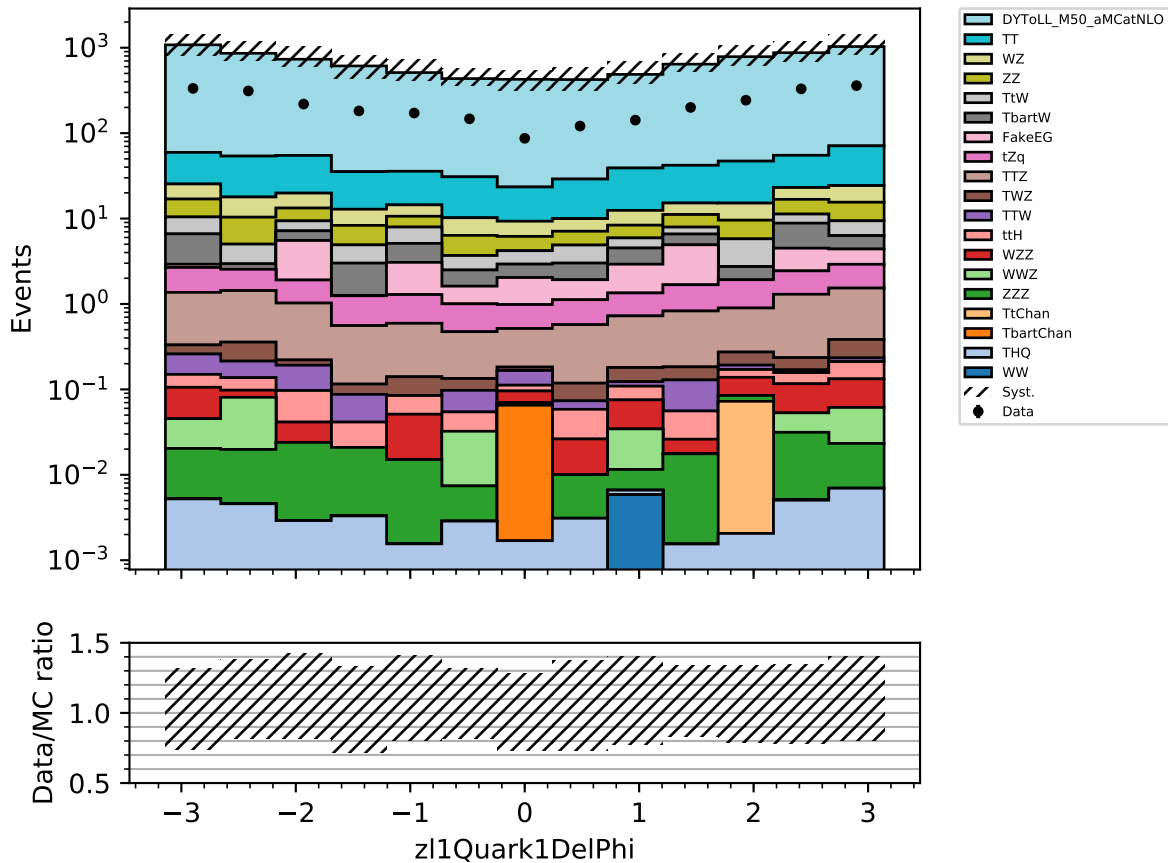 10³
10²
10¹
10⁰
10⁻¹
10⁻²
10⁻³
Events
DYToLL_M50_aMCatNLO
TT
WZ
ZZ
TtW
TbartW
FakeEG
tZq
TTZ
TWZ
TTW
ttH
WZZ
WWZ
ZZZ
TtChan
TbartChan
THQ
WW
Syst.
Data
1.5
1.0
0.5
Data/MC ratio
−3 −2 −1 0 1 2 3
zl1Quark1DelPhi